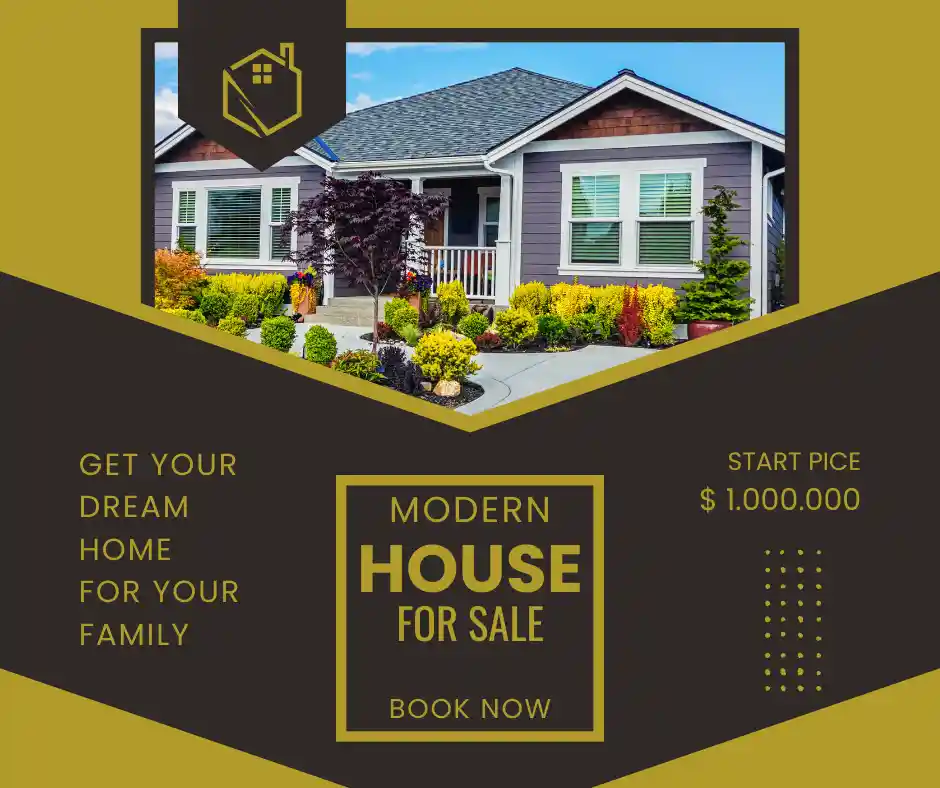 GET YOUR
DREAM
HOME
FOR YOUR
FAMILY
MODERN
HOUSE
FOR SALE
BOOK NOW
START PICE
$ 1.000.000